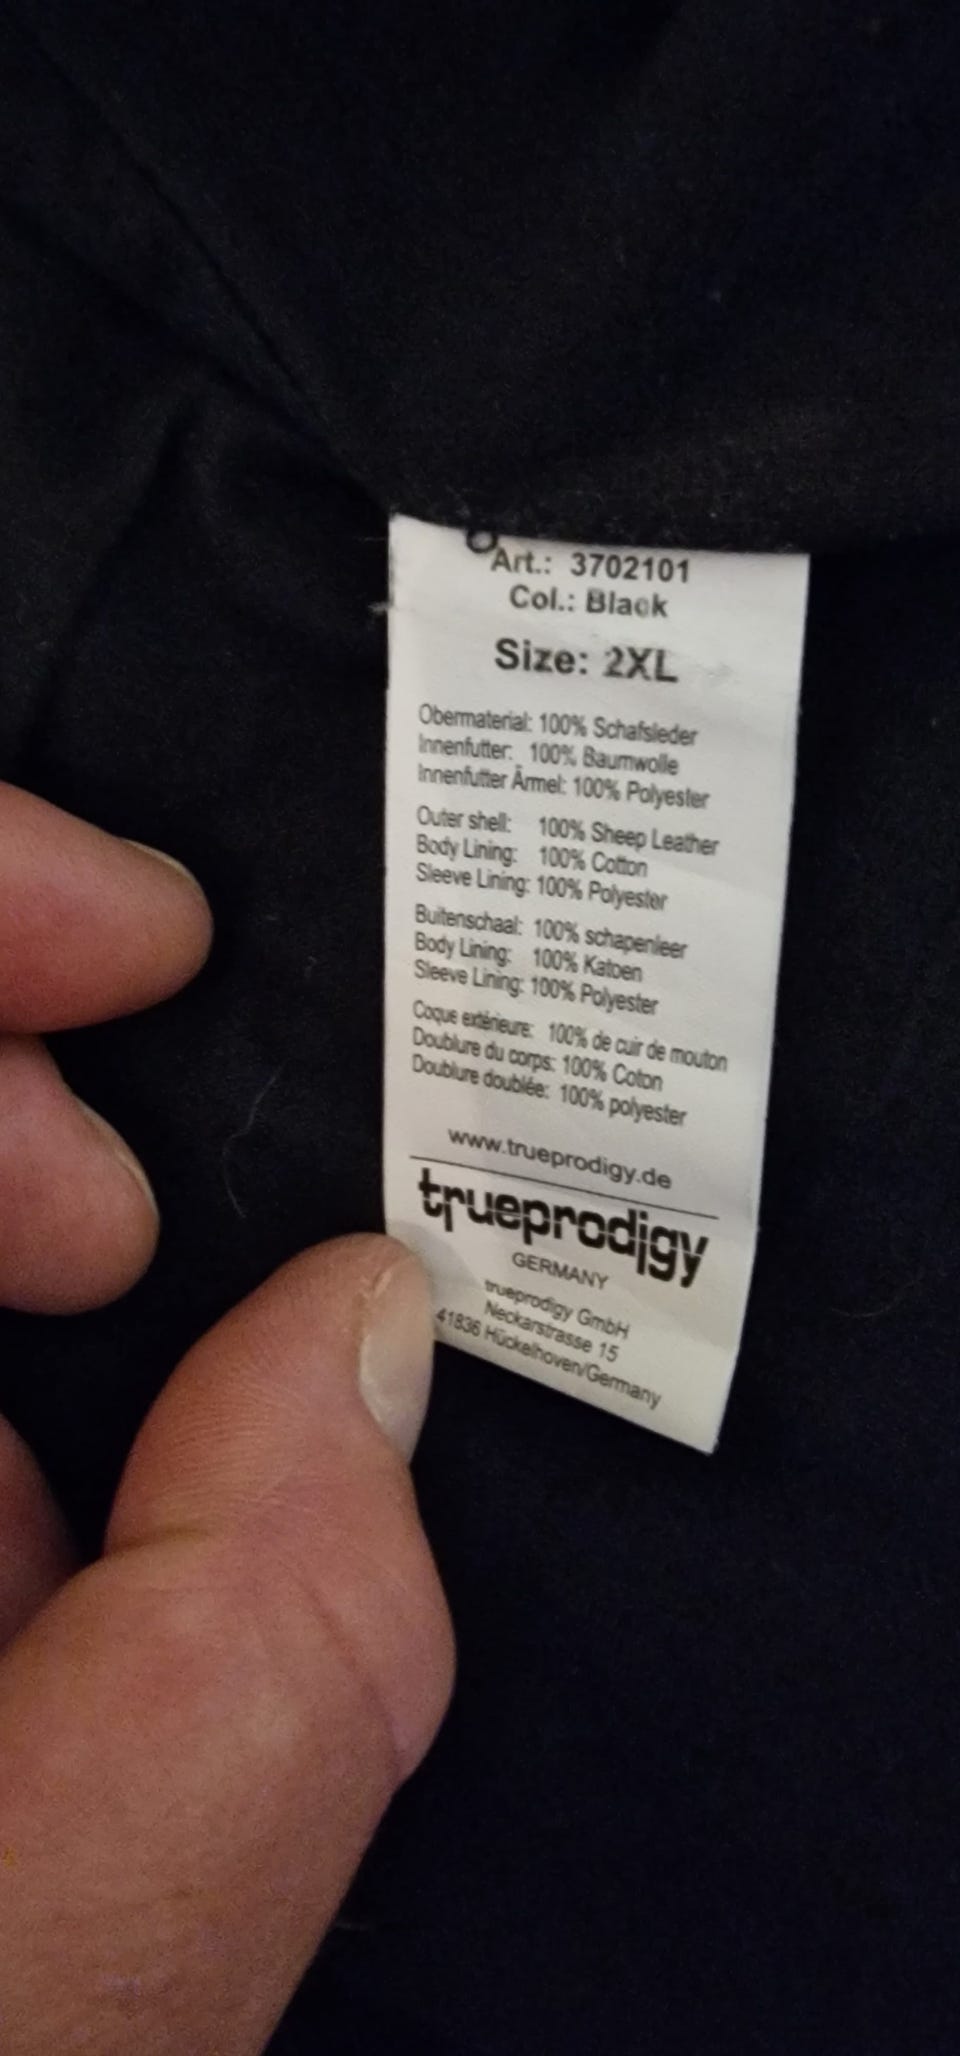 Art.: 3702101
Col.: Black
Size: 2XL
Obermaterial: 100% Schafsleder
Innenfutter: 100% Baumwolle
Innenfutter Ärmel: 100% Polyester
Outer shell: 100% Sheep Leather
Body Lining: 100% Cotton
Sleeve Lining: 100% Polyester
Buitenschaal: 100% schapenleer
Body Lining: 100% Katoen
Sleeve Lining: 100% Polyester
Coque extérieure: 100% de cuir de mouton
Doublure du corps: 100% Coton
Doublure doublée: 100% polyester
www.trueprodigy.de
trueprodigy
GERMANY
trueprodigy GmbH
Neckarstrasse 15
41836 Hückelhoven/Germany